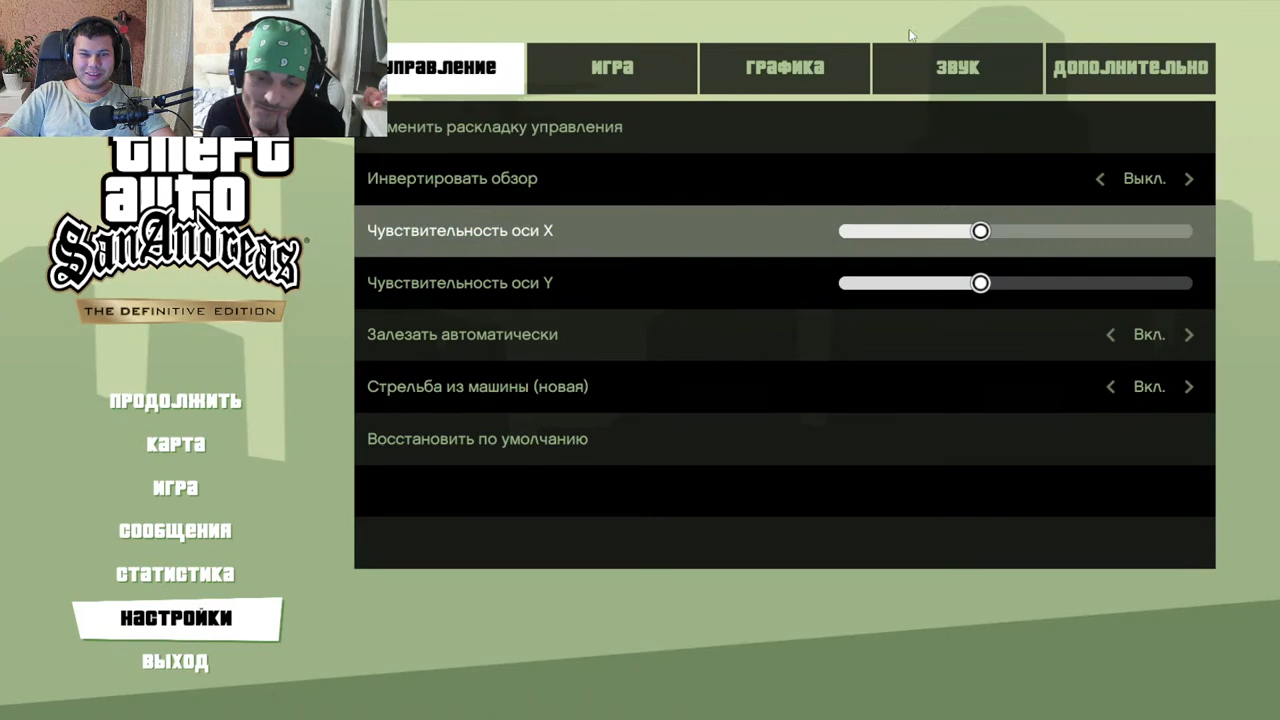 УПРАВЛЕНИЕ
ИГРА
ГРАФИКА
ЗВУК
ДОПОЛНИТЕЛЬНО
раскладку управления
Инвертировать обзор
Выкл.
Чувствительность оси X
Чувствительность оси Y
Залезать автоматически
Вкл.
Стрельба из машины (новая)
Вкл.
Восстановить по умолчанию
theft
auto
San Andreas
THE DEFINITIVE EDITION
ПРОДОЛЖИТЬ
КАРТА
ИГРА
СООБЩЕНИЯ
СТАТИСТИКА
НАСТРОЙКИ
ВЫХОД